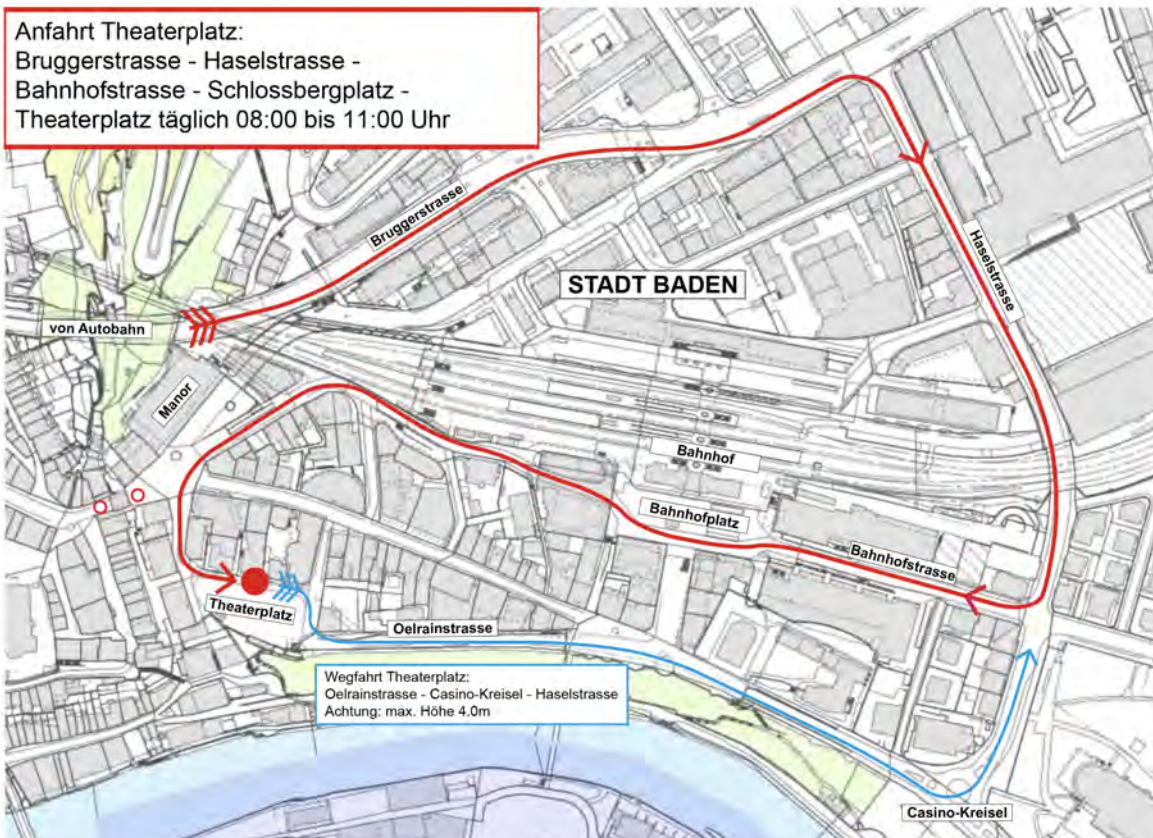 Anfahrt Theaterplatz:
Bruggerstrasse - Haselstrasse -
Bahnhofstrasse - Schlossbergplatz -
Theaterplatz täglich 08:00 bis 11:00 Uhr
Bruggerstrasse
Haselstrasse
STADT BADEN
von Autobahn
Manor
Bahnhof
Bahnhofplatz
Bahnhofstrasse
Theaterplatz
Oelrainstrasse
Wegfahrt Theaterplatz:
Oelrainstrasse - Casino-Kreisel - Haselstrasse
Achtung: max. Höhe 4.0m
Casino-Kreisel